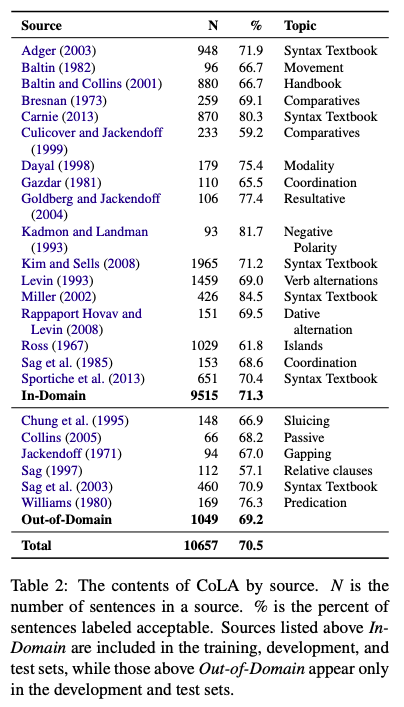 Source N % Topic
Adger (2003) 948 71.9 Syntax Textbook
Baltin (1982) 96 66.7 Movement
Baltin and Collins (2001) 880 66.7 Handbook
Bresnan (1973) 259 69.1 Comparatives
Carnie (2013) 870 80.3 Syntax Textbook
Culicover and Jackendoff 233 59.2 Comparatives
(1999)
Dayal (1998) 179 75.4 Modality
Gazdar (1981) 110 65.5 Coordination
Goldberg and Jackendoff 106 77.4 Resultative
(2004)
Kadmon and Landman 93 81.7 Negative
(1993) Polarity
Kim and Sells (2008) 1965 71.2 Syntax Textbook
Levin (1993) 1459 69.0 Verb alternations
Miller (2002) 426 84.5 Syntax Textbook
Rappaport Hovav and 151 69.5 Dative
Levin (2008) alternation
Ross (1967) 1029 61.8 Islands
Sag et al. (1985) 153 68.6 Coordination
Sportiche et al. (2013) 651 70.4 Syntax Textbook
In-Domain 9515 71.3
Chung et al. (1995) 148 66.9 Sluicing
Collins (2005) 66 68.2 Passive
Jackendoff (1971) 94 67.0 Gapping
Sag (1997) 112 57.1 Relative clauses
Sag et al. (2003) 460 70.9 Syntax Textbook
Williams (1980) 169 76.3 Predication
Out-of-Domain 1049 69.2
Total 10657 70.5
Table 2: The contents of CoLA by source. N is the
number of sentences in a source. % is the percent of
sentences labeled acceptable. Sources listed above In-
Domain are included in the training, development, and
test sets, while those above Out-of-Domain appear only
in the development and test sets.